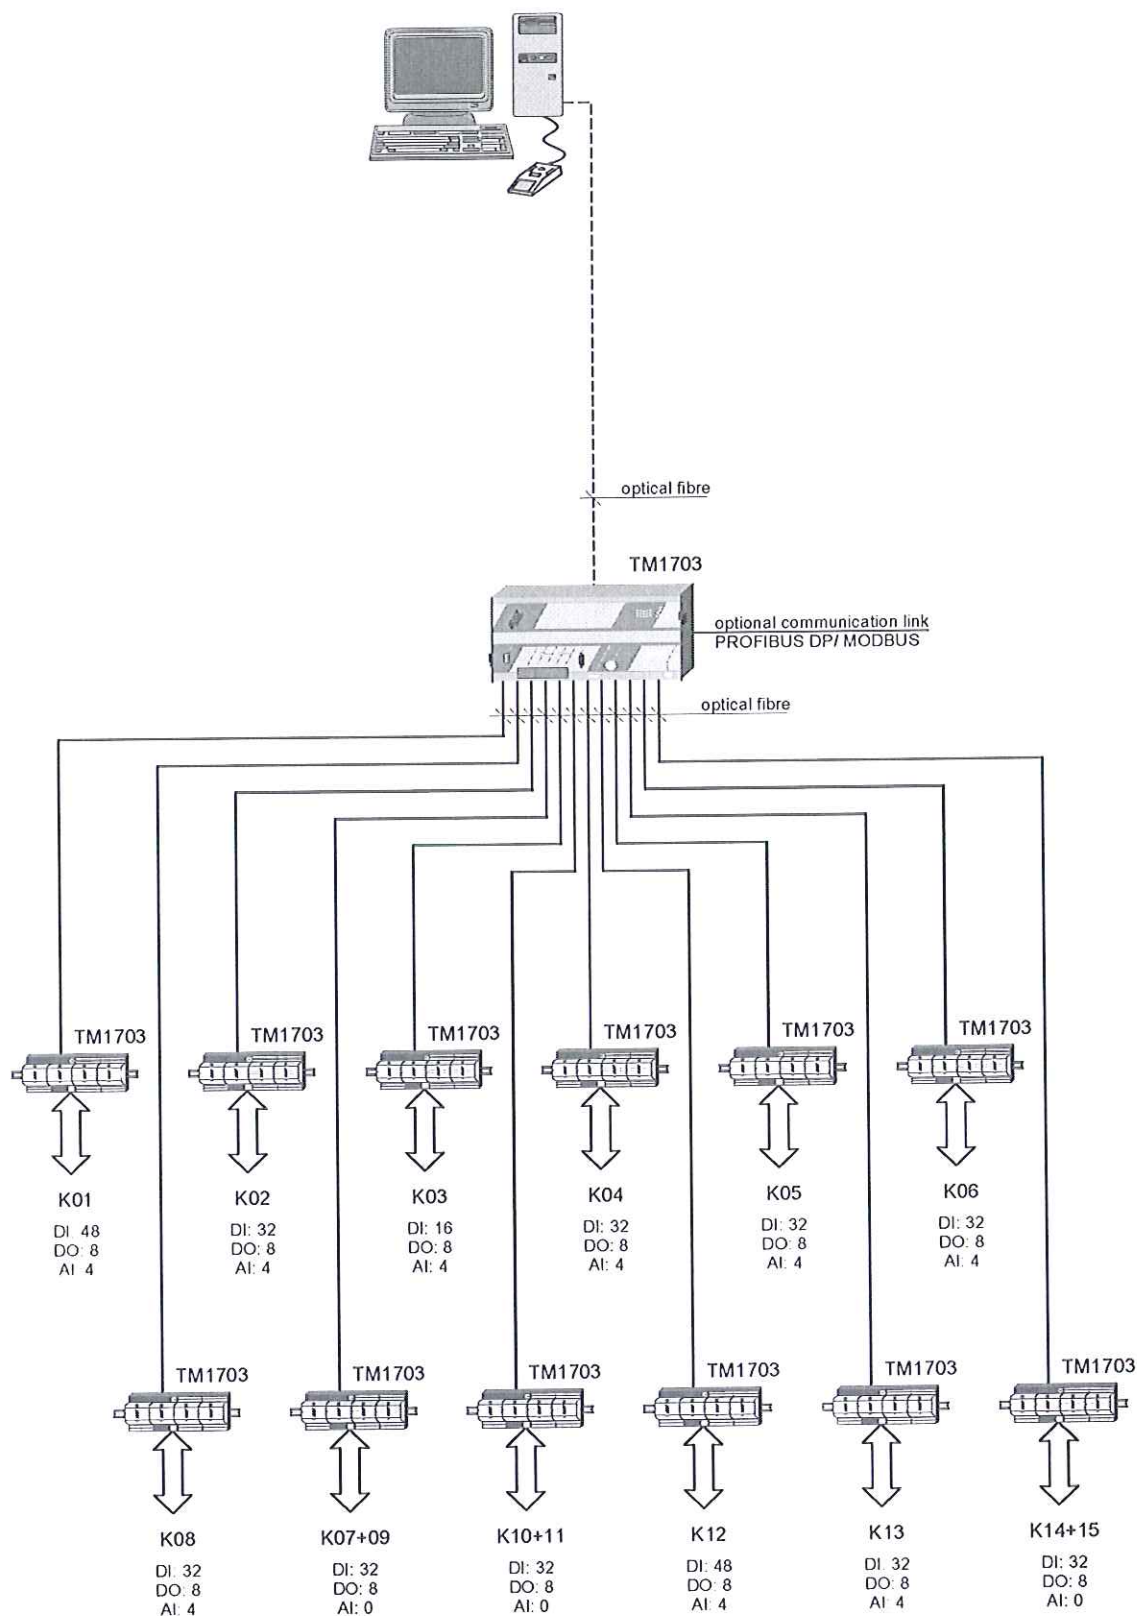 optical fibre
TM1703
optional communication link
PROFIBUS DP/ MODBUS
optical fibre
TM1703
TM1703
TM1703
TM1703
TM1703
TM1703
K01
DI: 48
DO: 8
AI: 4
K02
DI: 32
DO: 8
AI: 4
K03
DI: 16
DO: 8
AI: 4
K04
DI: 32
DO: 8
AI: 4
K05
DI: 32
DO: 8
AI: 4
K06
DI: 32
DO: 8
AI: 4
TM1703
TM1703
TM1703
TM1703
TM1703
TM1703
K08
DI: 32
DO: 8
AI: 4
K07+09
DI: 32
DO: 8
AI: 0
K10+11
DI: 32
DO: 8
AI: 0
K12
DI: 48
DO: 8
AI: 4
K13
DI: 32
DO: 8
AI: 4
K14+15
DI: 32
DO: 8
AI: 0